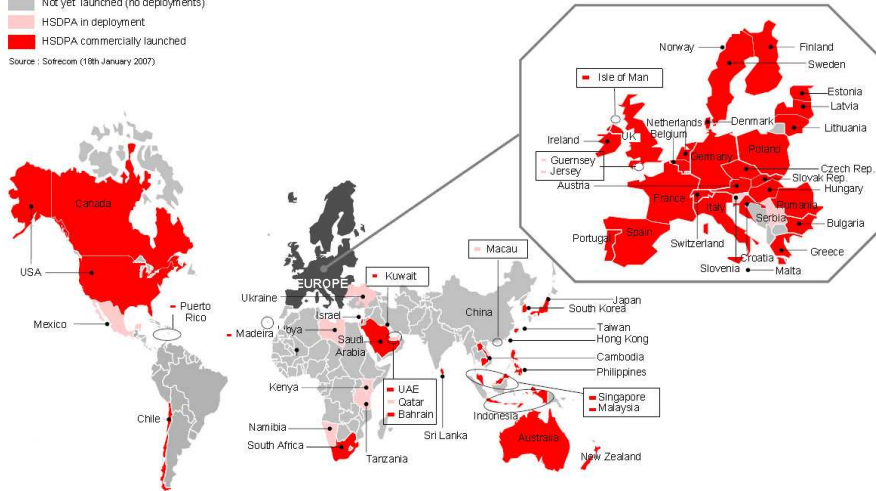 Not yet launched (no deployments)
HSDPA in deployment
HSDPA commercially launched
Source : Sofrecom (18th January 2007)
Norway
Finland
Sweden
Isle of Man
Estonia
Latvia
Netherlands
Denmark
Lithuania
Ireland
UK
Belgium
Guernsey
Jersey
Germany
Poland
Czech Rep.
Slovak Rep.
Austria
Hungary
France
Romania
Italy
Serbia
Bulgaria
Portugal
Spain
Switzerland
Croatia
Greece
Slovenia
Malta
Canada
USA
Mexico
Puerto
Rico
Chile
EUROPE
Kuwait
Macau
Ukraine
Israel
China
Japan
South Korea
Madeira
Libya
Saudi
Arabia
Taiwan
Hong Kong
Cambodia
Philippines
Kenya
UAE
Qatar
Bahrain
Singapore
Malaysia
Indonesia
Sri Lanka
Namibia
South Africa
Tanzania
Australia
New Zealand